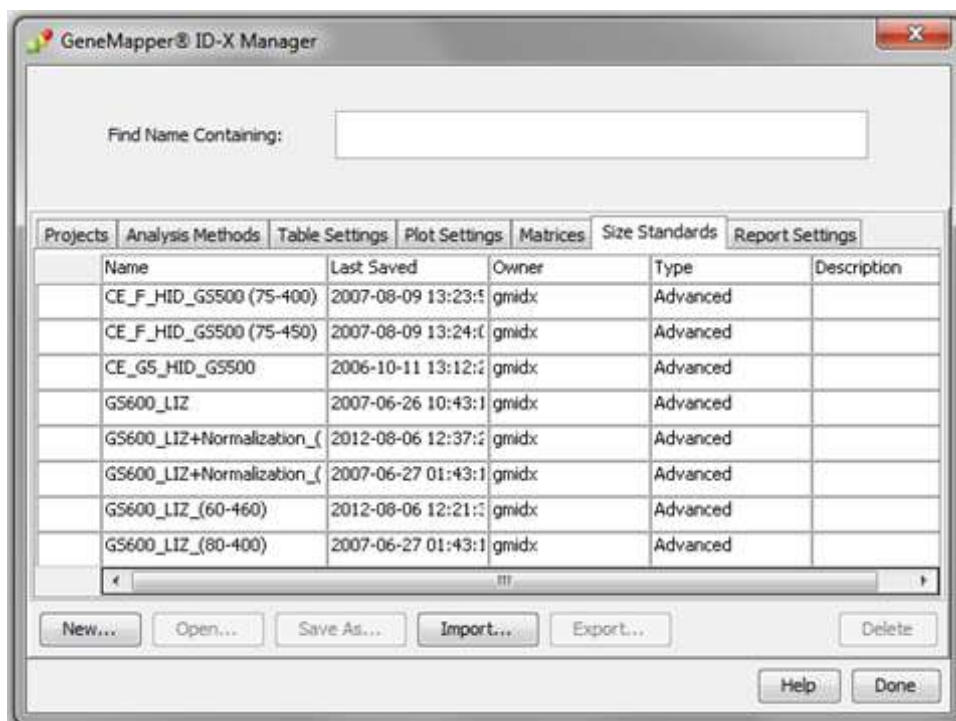 GeneMapper® ID-X Manager
Find Name Containing:
Projects Analysis Methods Table Settings Plot Settings Matrices Size Standards Report Settings
Name Last Saved Owner Type Description
CE_F_HID_GS500 (75-400) 2007-08-09 13:23:5 gmidx Advanced
CE_F_HID_GS500 (75-450) 2007-08-09 13:24:0 gmidx Advanced
CE_G5_HID_GS500 2006-10-11 13:12:2 gmidx Advanced
GS600_LIZ 2007-06-26 10:43:1 gmidx Advanced
GS600_LIZ+Normalization_( 2012-08-06 12:37:2 gmidx Advanced
GS600_LIZ+Normalization_( 2007-06-27 01:43:1 gmidx Advanced
GS600_LIZ_(60-460) 2012-08-06 12:21:3 gmidx Advanced
GS600_LIZ_(80-400) 2007-06-27 01:43:1 gmidx Advanced
New... Open... Save As... Import... Export... Delete
Help Done